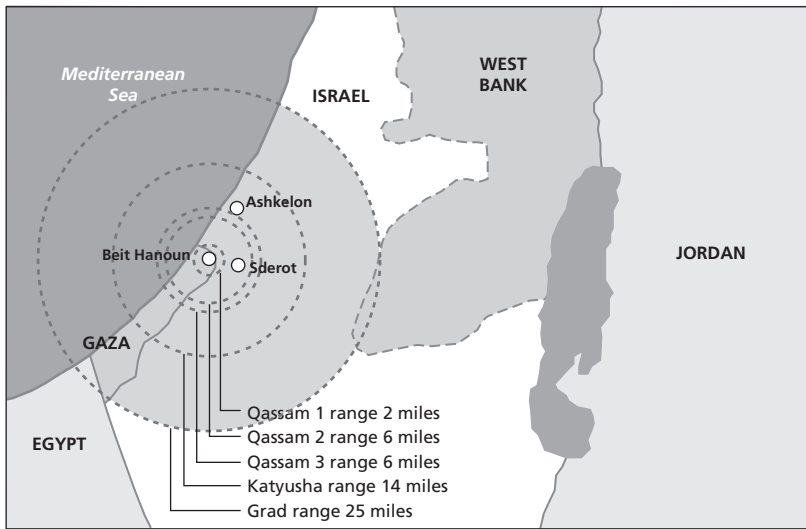 Mediterranean
Sea
ISRAEL
WEST
BANK
Ashkelon
Beit Hanoun
Sderot
JORDAN
GAZA
EGYPT
Qassam 1 range 2 miles
Qassam 2 range 6 miles
Qassam 3 range 6 miles
Katyusha range 14 miles
Grad range 25 miles